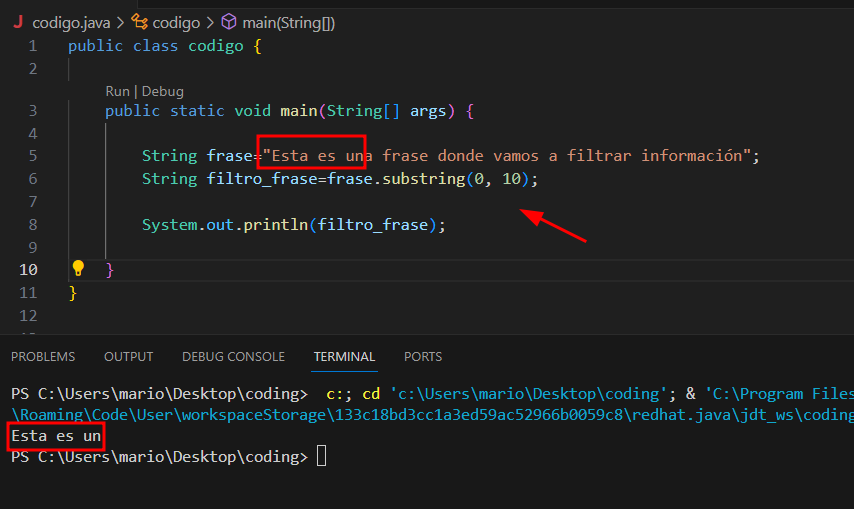 J codigo.java > codigo > main(String[])
1 public class codigo {
2
Run | Debug
3 public static void main(String[] args) {
4
5 String frase="Esta es una frase donde vamos a filtrar información";
6 String filtro_frase=frase.substring(0, 10);
7
8 System.out.println(filtro_frase);
9
10 }
11 }
12
PROBLEMS OUTPUT DEBUG CONSOLE TERMINAL PORTS
PS C:\Users\mario\Desktop\coding> c:; cd 'c:\Users\mario\Desktop\coding'; & 'C:\Program Files
\Roaming\Code\User\workspaceStorage\133c18bd3cc1a3ed59ac52966b0059c8\redhat.java\jdt_ws\coding
Esta es un
PS C:\Users\mario\Desktop\coding>